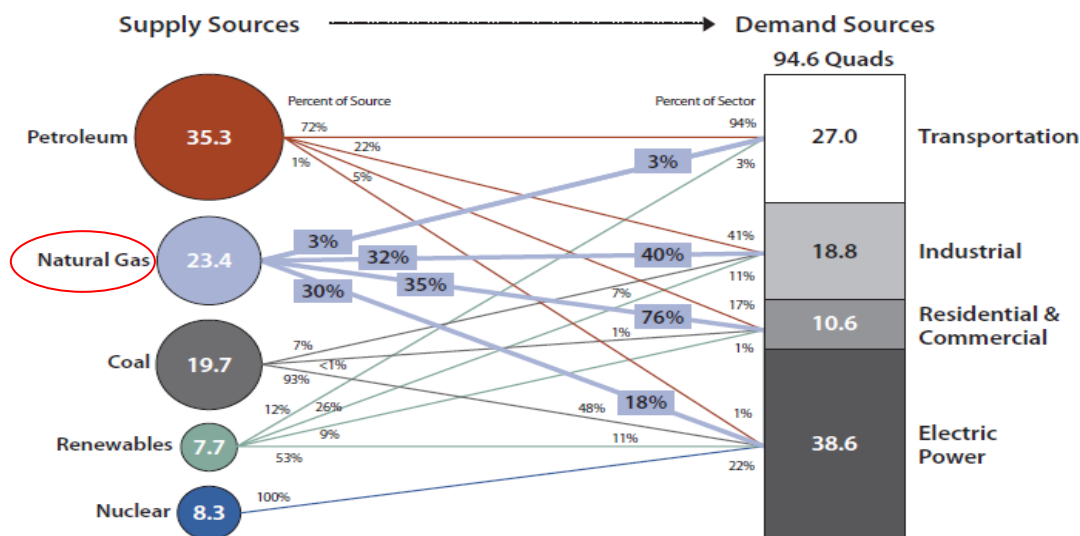 Supply Sources
Demand Sources
94.6 Quads
Percent of Source
Percent of Sector
Petroleum
35.3
72%
22%
1%
5%
94%
3%
27.0
Transportation
3%
Natural Gas
23.4
3%
32%
30%
35%
41%
40%
11%
18.8
Industrial
7%
76%
17%
1%
1%
10.6
Residential &
Commercial
Coal
19.7
7%
<1%
93%
48%
18%
1%
Renewables
7.7
12%
26%
9%
53%
11%
22%
38.6
Electric
Power
Nuclear
8.3
100%